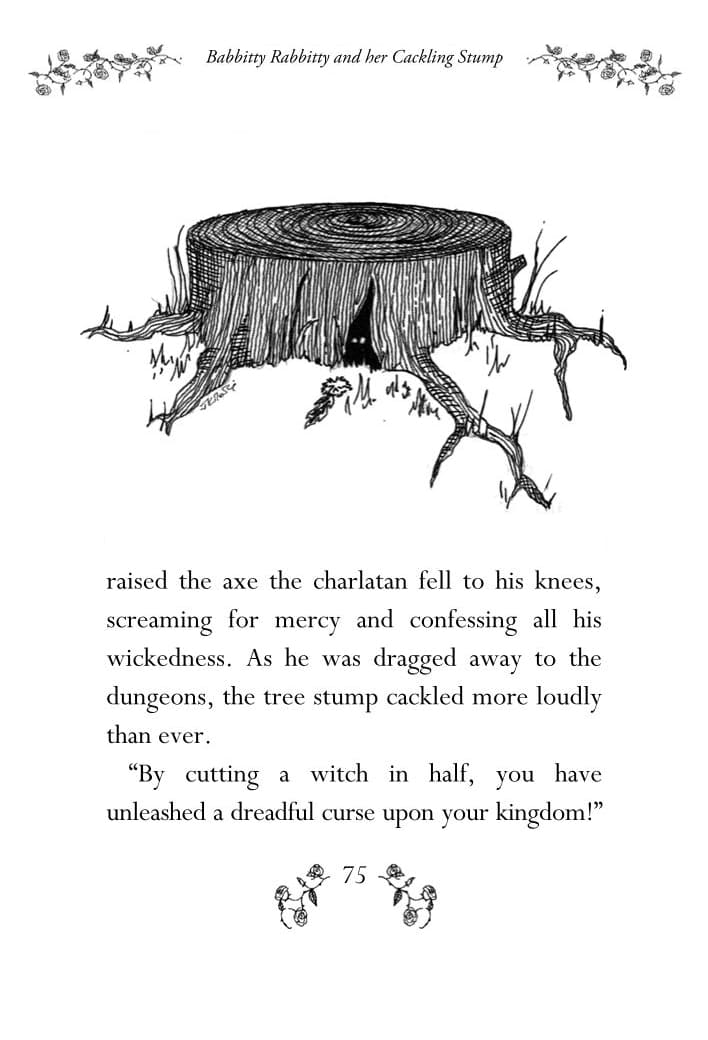 Babbitty Rabbitty and her Cackling Stump
raised the axe the charlatan fell to his knees,
screaming for mercy and confessing all his
wickedness. As he was dragged away to the
dungeons, the tree stump cackled more loudly
than ever.
“By cutting a witch in half, you have
unleashed a dreadful curse upon your kingdom!”
75